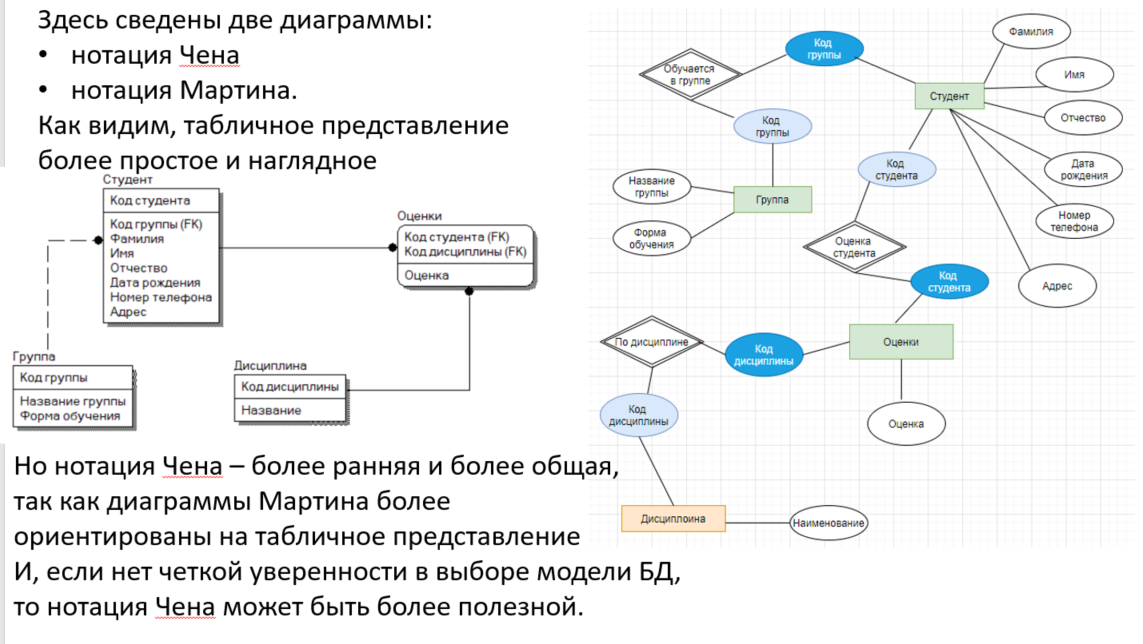 Здесь сведены две диаграммы:
• нотация Чена
• нотация Мартина.
Как видим, табличное представление
более простое и наглядное
Студент
Код студента
Код группы (FK)
Фамилия
Имя
Отчество
Дата рождения
Номер телефона
Адрес
Оценки
Код студента (FK)
Код дисциплины (FK)
Оценка
Группа
Код группы
Название группы
Форма обучения
Дисциплина
Код дисциплины
Название
Код
группы
Обучается
в группе
Код
группы
Название
группы
Форма
обучения
Группа
Студент
Фамилия
Имя
Отчество
Дата
рождения
Номер
телефона
Адрес
Код
студента
Оценка
студента
Код
студента
По дисциплине
Код
дисциплины
Оценки
Код
дисциплины
Оценка
Дисциплоина
Наименование
Но нотация Чена – более ранняя и более общая,
так как диаграммы Мартина более
ориентированы на табличное представление
И, если нет четкой уверенности в выборе модели БД,
то нотация Чена может быть более полезной.